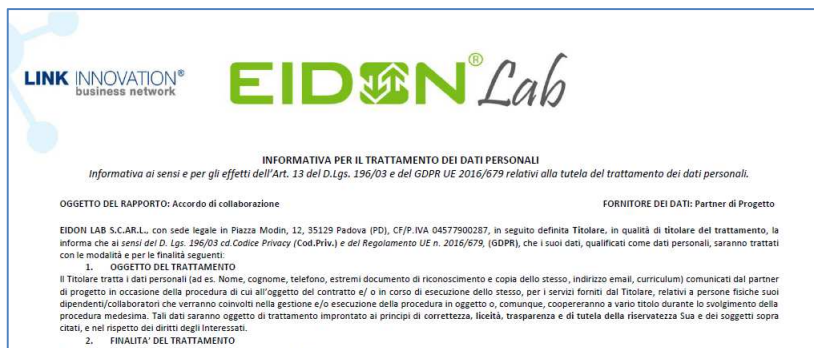 LINK INNOVATION®
business network
EIDON® Lab
INFORMATIVA PER IL TRATTAMENTO DEI DATI PERSONALI
Informativa ai sensi e per gli effetti dell'Art. 13 del D.Lgs. 196/03 e del GDPR UE 2016/679 relativi alla tutela del trattamento dei dati personali.
OGGETTO DEL RAPPORTO: Accordo di collaborazione FORNITORE DEI DATI: Partner di Progetto
EIDON LAB S.C.AR.L., con sede legale in Piazza Modin, 12, 35129 Padova (PD), CF/P.IVA 04577900287, in seguito definita Titolare, in qualità di titolare del trattamento, la
informa che ai sensi del D. Lgs. 196/03 cd.Codice Privacy (Cod.Priv.) e del Regolamento UE n. 2016/679, (GDPR), che i suoi dati, qualificati come dati personali, saranno trattati
con le modalità e per le finalità seguenti:
1. OGGETTO DEL TRATTAMENTO
Il Titolare tratta i dati personali (ad es. Nome, cognome, telefono, estremi documento di riconoscimento e copia dello stesso, indirizzo email, curriculum) comunicati dal partner
di progetto in occasione della procedura di cui all'oggetto del contratto e/ o in corso di esecuzione dello stesso, per i servizi forniti dal Titolare, relativi a persone fisiche suoi
dipendenti/collaboratori che verranno coinvolti nella gestione e/o esecuzione della procedura in oggetto o, comunque, coopereranno a vario titolo durante lo svolgimento della
procedura medesima. Tali dati saranno oggetto di trattamento improntato ai principi di correttezza, liceità, trasparenza e di tutela della riservatezza Sua e dei soggetti sopra
citati, e nel rispetto dei diritti degli Interessati.
2. FINALITA' DEL TRATTAMENTO